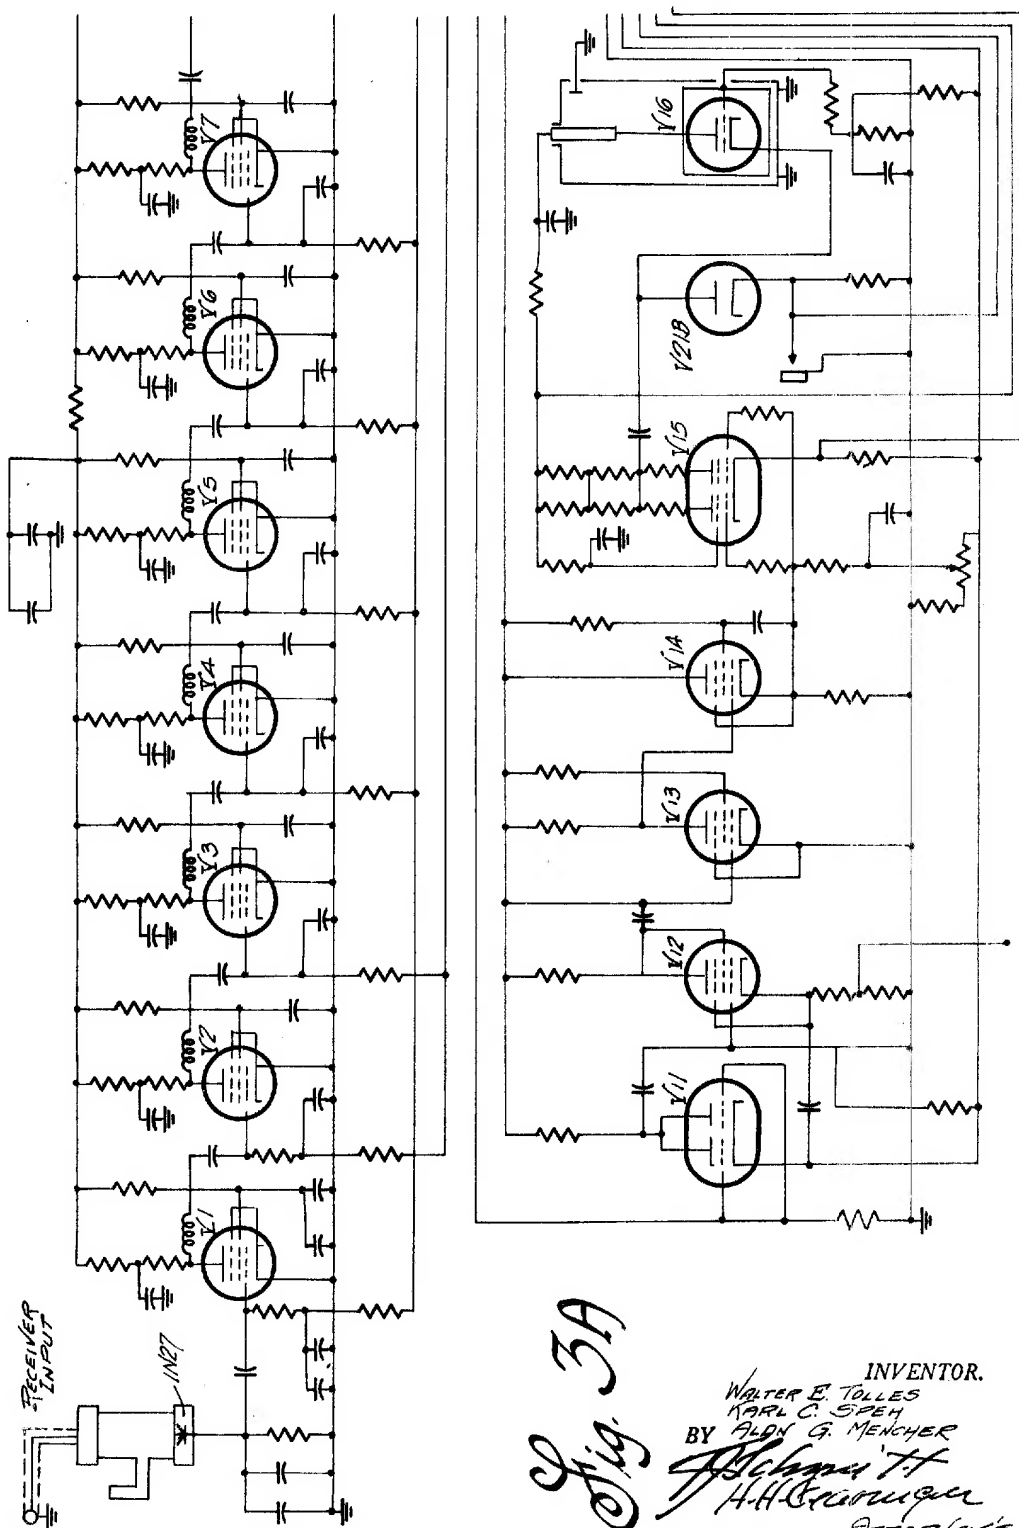 RECEIVER
INPUT
1N27
V1
V2
V3
V4
V5
V6
V7
V11
V12
V13
V14
V15
V21B
V16
Fig. 3A
INVENTOR.
WALTER E. TOLLES
KARL C. SPEH
BY ALAN G. MENCHER